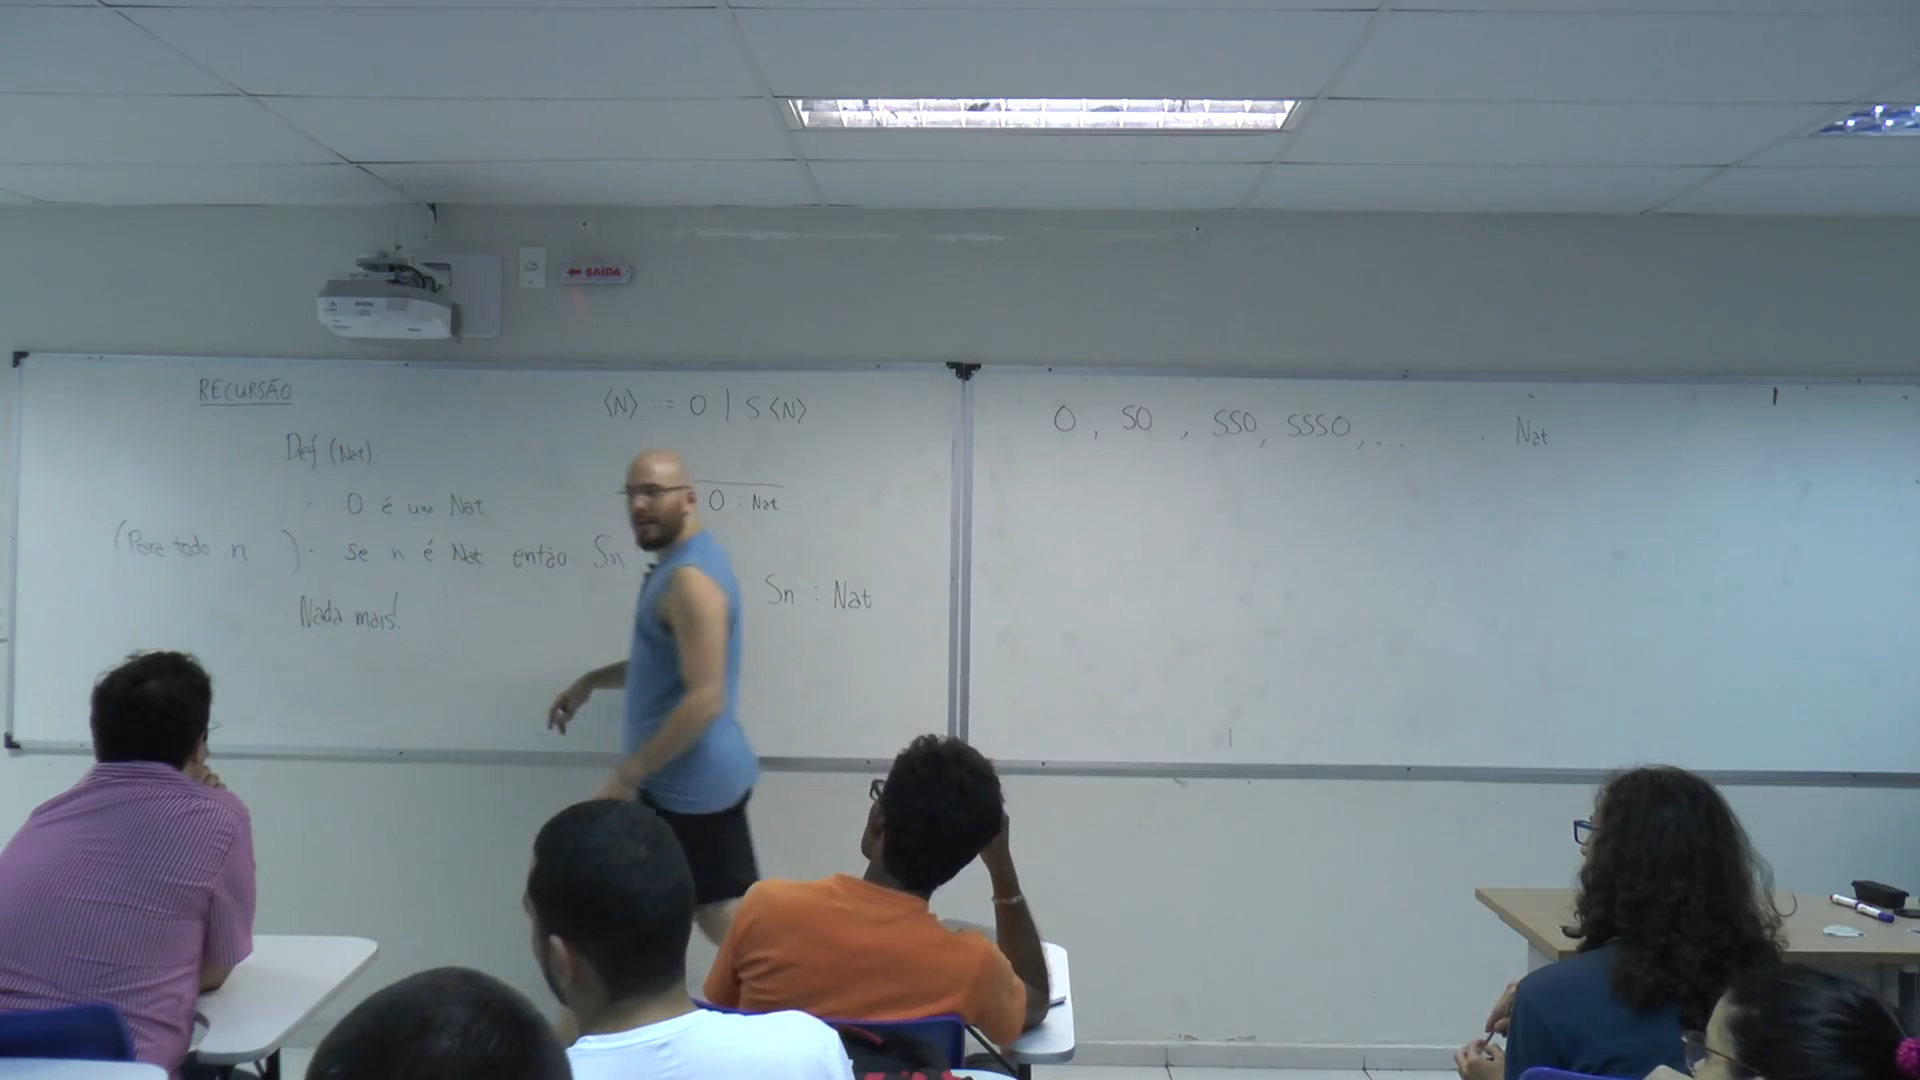 ← SAÍDA
EPSON
RECURSÃO
Def (Nat)
· O é um Nat
(Para todo n ) · Se n é Nat então Sn
Nada mais!
⟨N⟩ ::= O | S⟨N⟩
O : Nat
Sn : Nat
O , SO , SSO, SSSO, ... : Nat